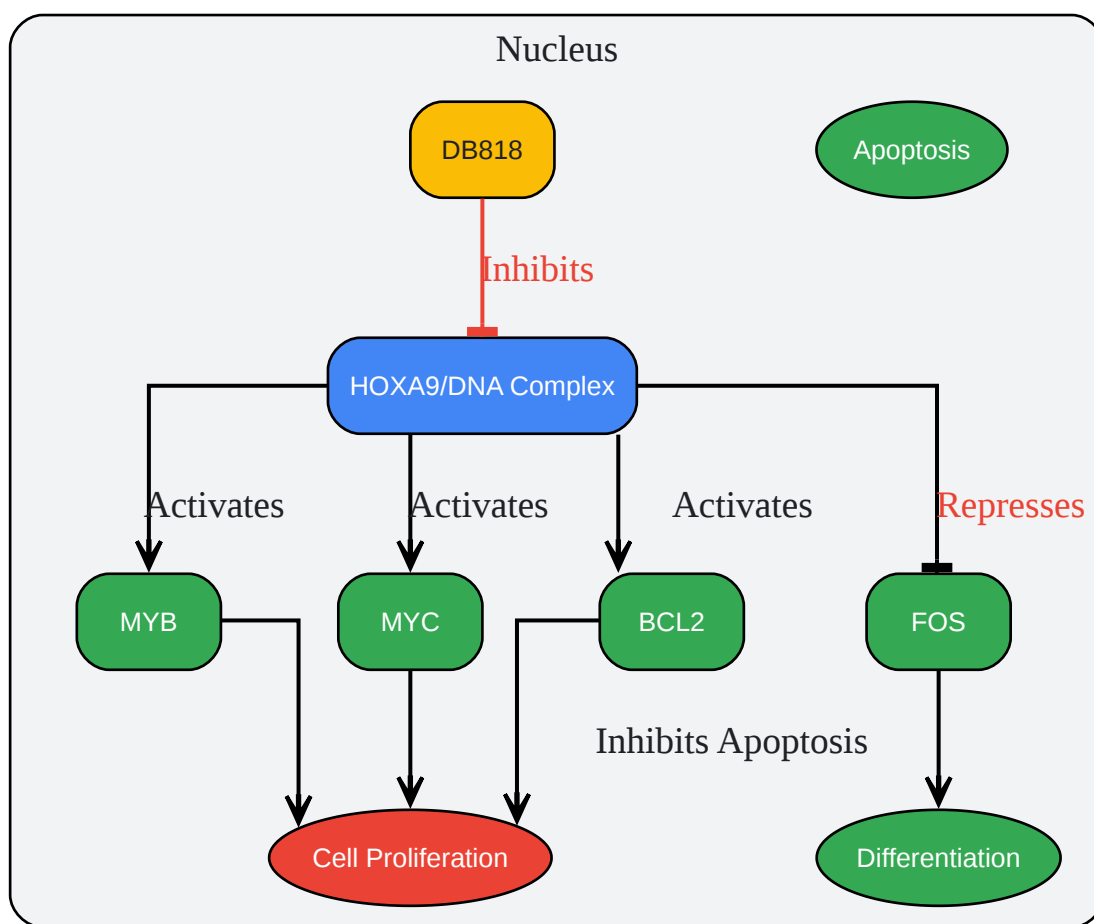 Nucleus
DB818
Apoptosis
Inhibits
HOXA9/DNA Complex
Activates
Activates
Activates
Represses
MYB
MYC
BCL2
FOS
Inhibits Apoptosis
Cell Proliferation
Differentiation